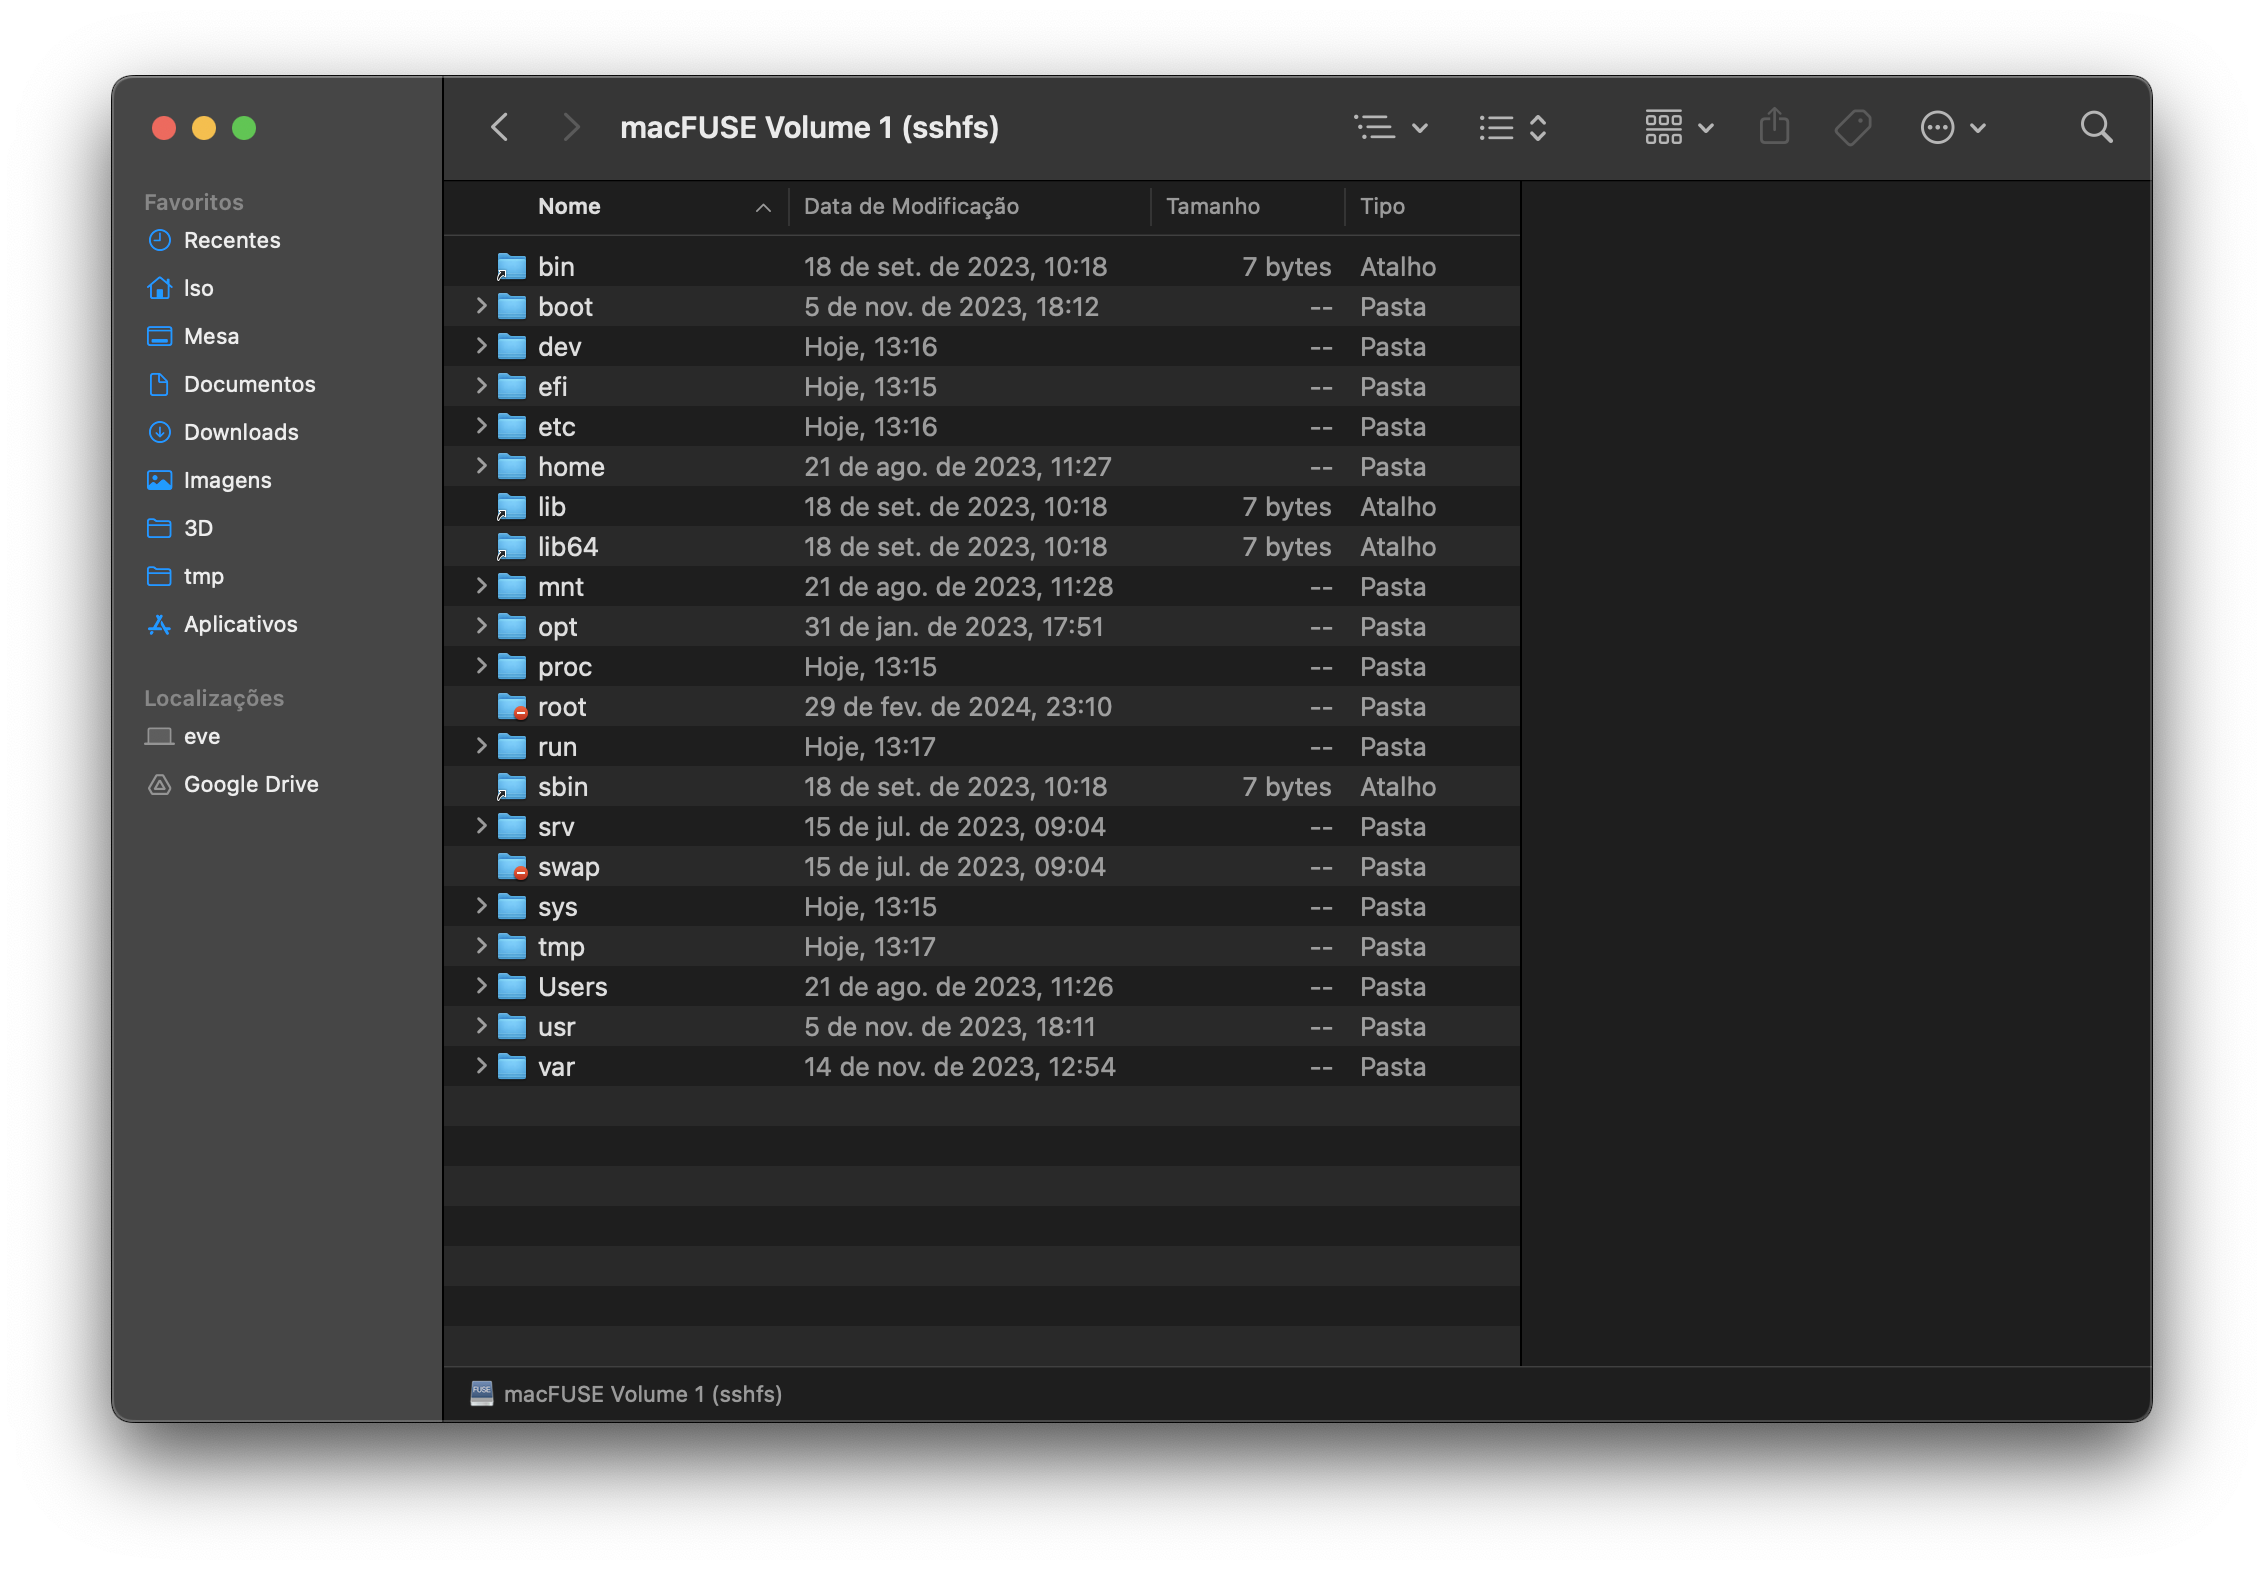 macFUSE Volume 1 (sshfs)
Favoritos
Recentes
Iso
Mesa
Documentos
Downloads
Imagens
3D
tmp
Aplicativos
Localizações
eve
Google Drive
Nome Data de Modificação Tamanho Tipo
bin 18 de set. de 2023, 10:18 7 bytes Atalho
boot 5 de nov. de 2023, 18:12 -- Pasta
dev Hoje, 13:16 -- Pasta
efi Hoje, 13:15 -- Pasta
etc Hoje, 13:16 -- Pasta
home 21 de ago. de 2023, 11:27 -- Pasta
lib 18 de set. de 2023, 10:18 7 bytes Atalho
lib64 18 de set. de 2023, 10:18 7 bytes Atalho
mnt 21 de ago. de 2023, 11:28 -- Pasta
opt 31 de jan. de 2023, 17:51 -- Pasta
proc Hoje, 13:15 -- Pasta
root 29 de fev. de 2024, 23:10 -- Pasta
run Hoje, 13:17 -- Pasta
sbin 18 de set. de 2023, 10:18 7 bytes Atalho
srv 15 de jul. de 2023, 09:04 -- Pasta
swap 15 de jul. de 2023, 09:04 -- Pasta
sys Hoje, 13:15 -- Pasta
tmp Hoje, 13:17 -- Pasta
Users 21 de ago. de 2023, 11:26 -- Pasta
usr 5 de nov. de 2023, 18:11 -- Pasta
var 14 de nov. de 2023, 12:54 -- Pasta
FUSE macFUSE Volume 1 (sshfs)